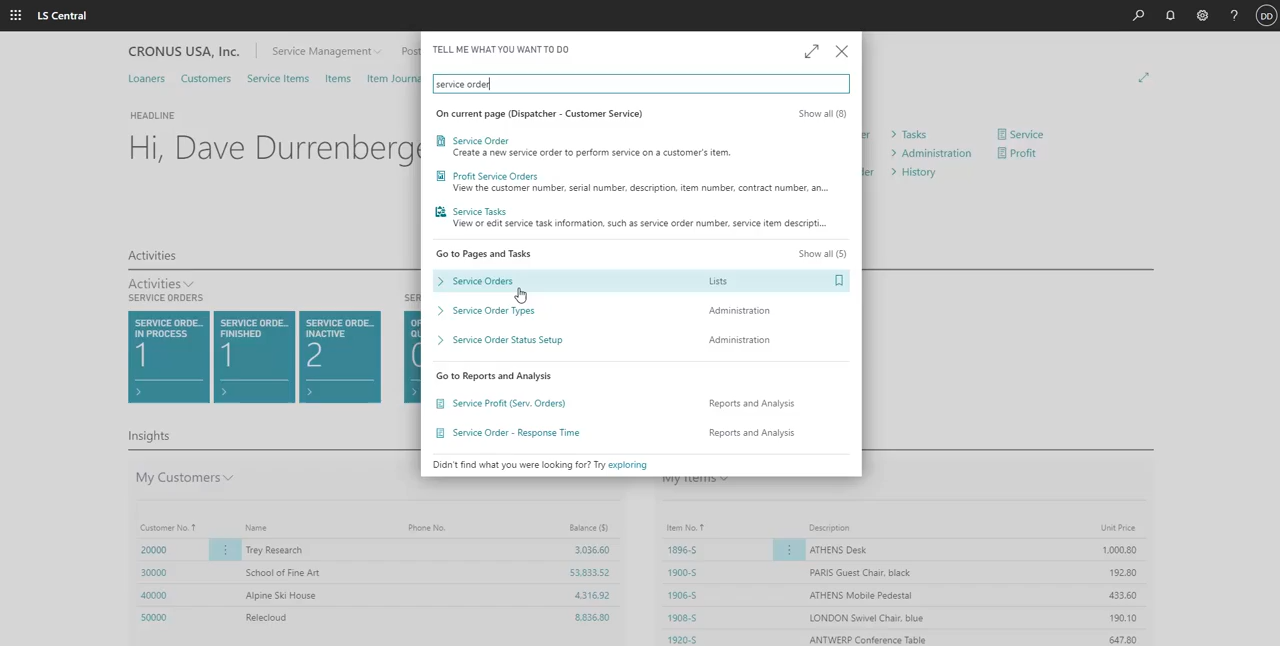 LS Central
DD
CRONUS USA, Inc. Service Management Post
Loaners Customers Service Items Items Item Journa
HEADLINE
Hi, Dave Durrenberge
TELL ME WHAT YOU WANT TO DO
service order
On current page (Dispatcher - Customer Service) Show all (8)
Service Order
Create a new service order to perform service on a customer's item.
Profit Service Orders
View the customer number, serial number, description, item number, contract number, an...
Service Tasks
View or edit service task information, such as service order number, service item descripti...
Go to Pages and Tasks Show all (5)
Service Orders Lists
Service Order Types Administration
Service Order Status Setup Administration
Go to Reports and Analysis
Service Profit (Serv. Orders) Reports and Analysis
Service Order - Response Time Reports and Analysis
Didn't find what you were looking for? Try exploring
er Tasks Service
Administration Profit
der History
Activities
Activities
SERVICE ORDERS SER
SERVICE ORDE... IN PROCESS
1
SERVICE ORDE... FINISHED
1
SERVICE ORDE... INACTIVE
2
Insights
My Customers
Customer No. ↑ Name Phone No. Balance ($)
20000 Trey Research 3,036.60
30000 School of Fine Art 53,833.52
40000 Alpine Ski House 4,316.92
50000 Relecloud 8,836.80
My Items
Item No. ↑ Description Unit Price
1896-S ATHENS Desk 1,000.80
1900-S PARIS Guest Chair, black 192.80
1906-S ATHENS Mobile Pedestal 433.60
1908-S LONDON Swivel Chair, blue 190.10
1920-S ANTWERP Conference Table 647.80